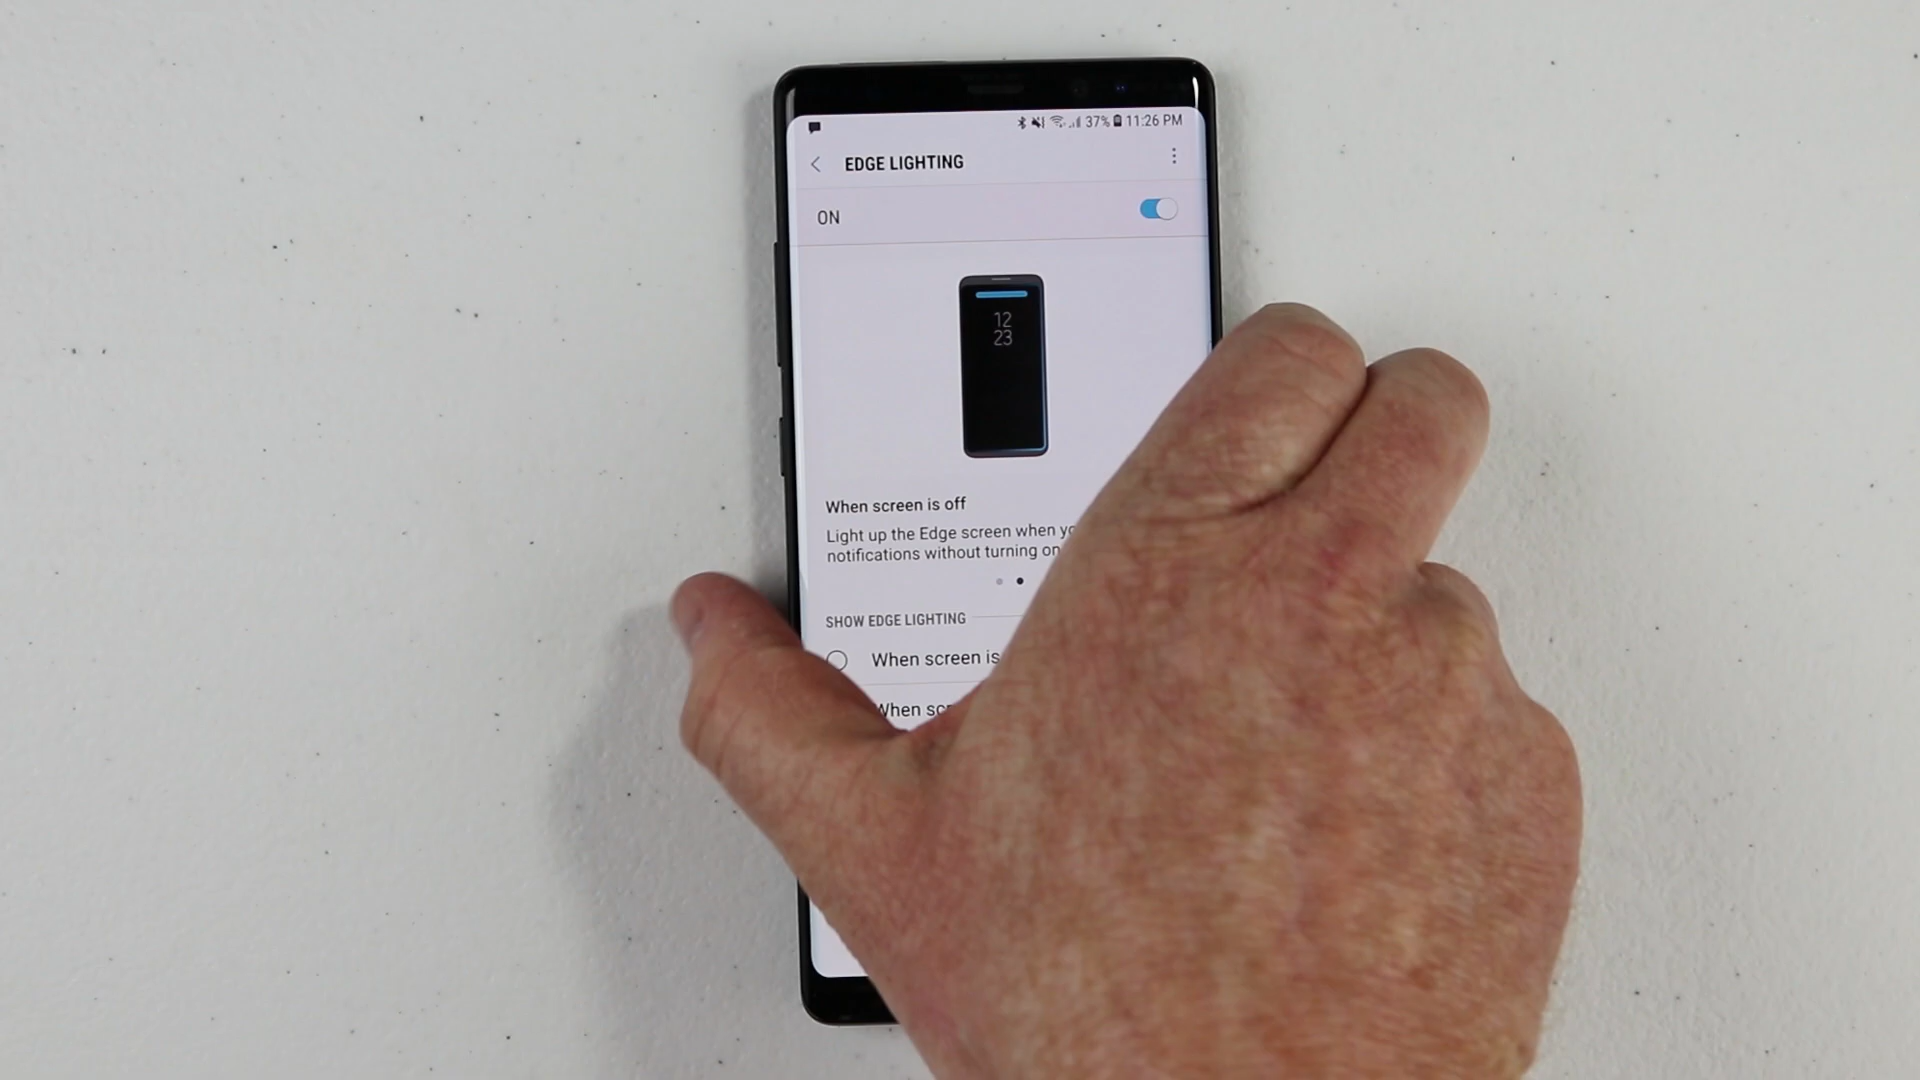 37% 11:26 PM
EDGE LIGHTING
ON
12
23
When screen is off
Light up the Edge screen when
notifications without turning on
SHOW EDGE LIGHTING
When screen is
When